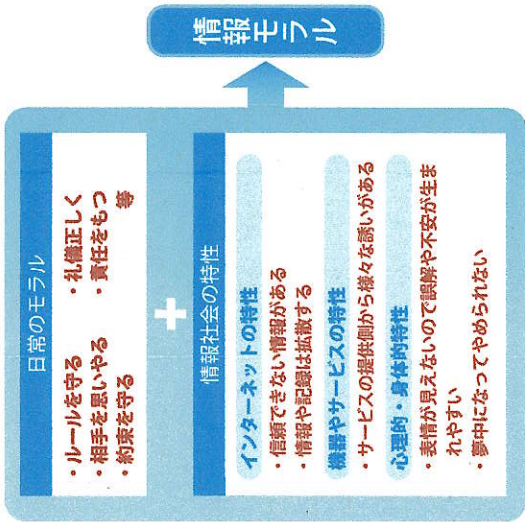 日常のモラル
・ルールを守る ・礼儀正しく
・相手を思いやる ・責任をもつ
・約束を守る 等
+
情報社会の特性
インターネットの特性
・信頼できない情報がある
・情報や記録は拡散する
機器やサービスの特性
・サービスの提供側から様々な誘いがある
心理的・身体的特性
・表情が見えないので誤解や不安が生ま
れやすい
・夢中になってやめられない
情報モラル